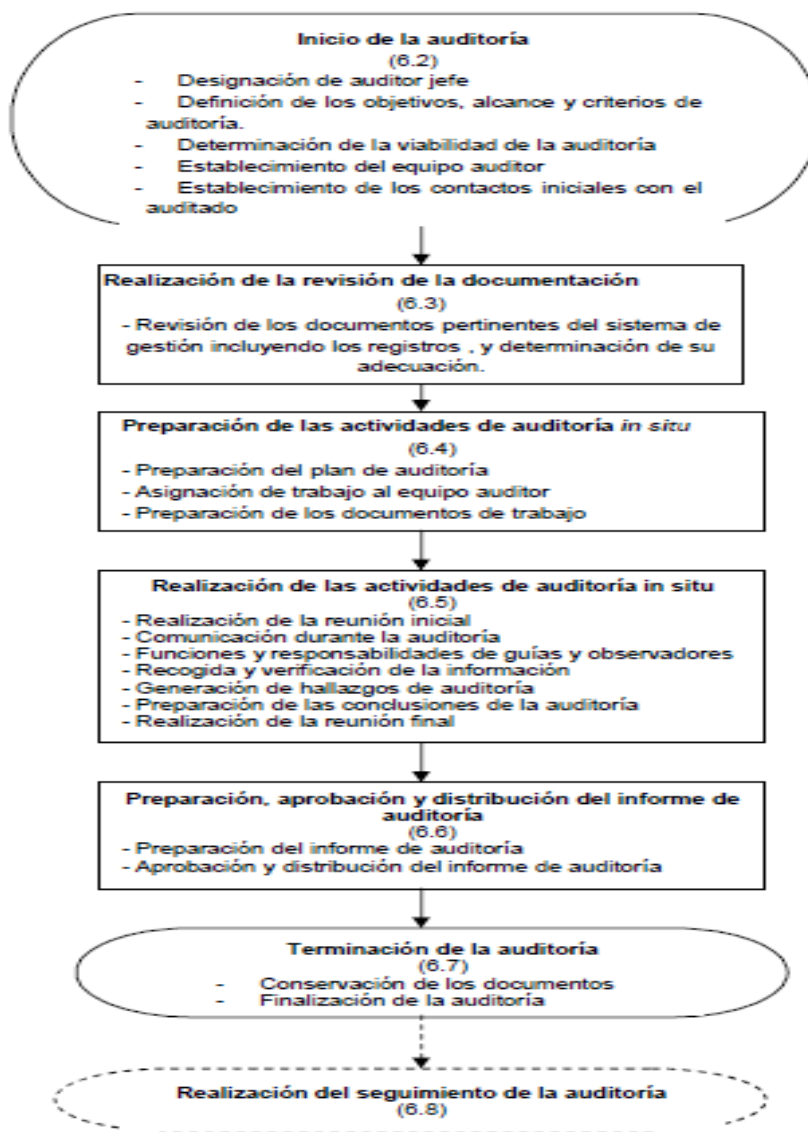 Inicio de la auditoría
(6.2)
- Designación de auditor jefe
- Definición de los objetivos, alcance y criterios de
auditoría.
- Determinación de la viabilidad de la auditoría
- Establecimiento del equipo auditor
- Establecimiento de los contactos iniciales con el
auditado
Realización de la revisión de la documentación
(6.3)
- Revisión de los documentos pertinentes del sistema de
gestión incluyendo los registros , y determinación de su
adecuación.
Preparación de las actividades de auditoría in situ
(6.4)
- Preparación del plan de auditoría
- Asignación de trabajo al equipo auditor
- Preparación de los documentos de trabajo
Realización de las actividades de auditoría in situ
(6.5)
- Realización de la reunión inicial
- Comunicación durante la auditoría
- Funciones y responsabilidades de guías y observadores
- Recogida y verificación de la información
- Generación de hallazgos de auditoría
- Preparación de las conclusiones de la auditoría
- Realización de la reunión final
Preparación, aprobación y distribución del informe de
auditoría
(6.6)
- Preparación del informe de auditoría
- Aprobación y distribución del informe de auditoría
Terminación de la auditoría
(6.7)
- Conservación de los documentos
- Finalización de la auditoría
Realización del seguimiento de la auditoría
(6.8)